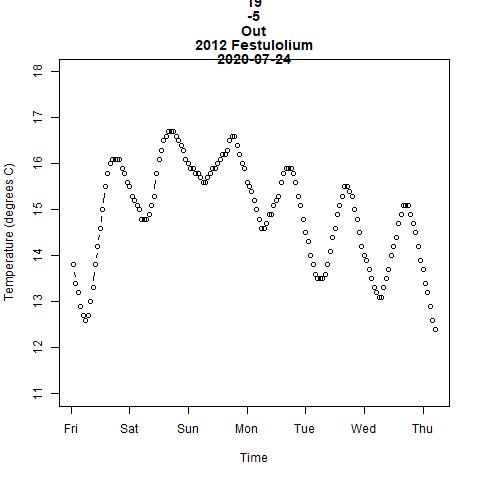 19
-5
Out
2012 Festulolium
2020-07-24
Temperature (degrees C)
18
17
16
15
14
13
12
11
Fri Sat Sun Mon Tue Wed Thu
Time